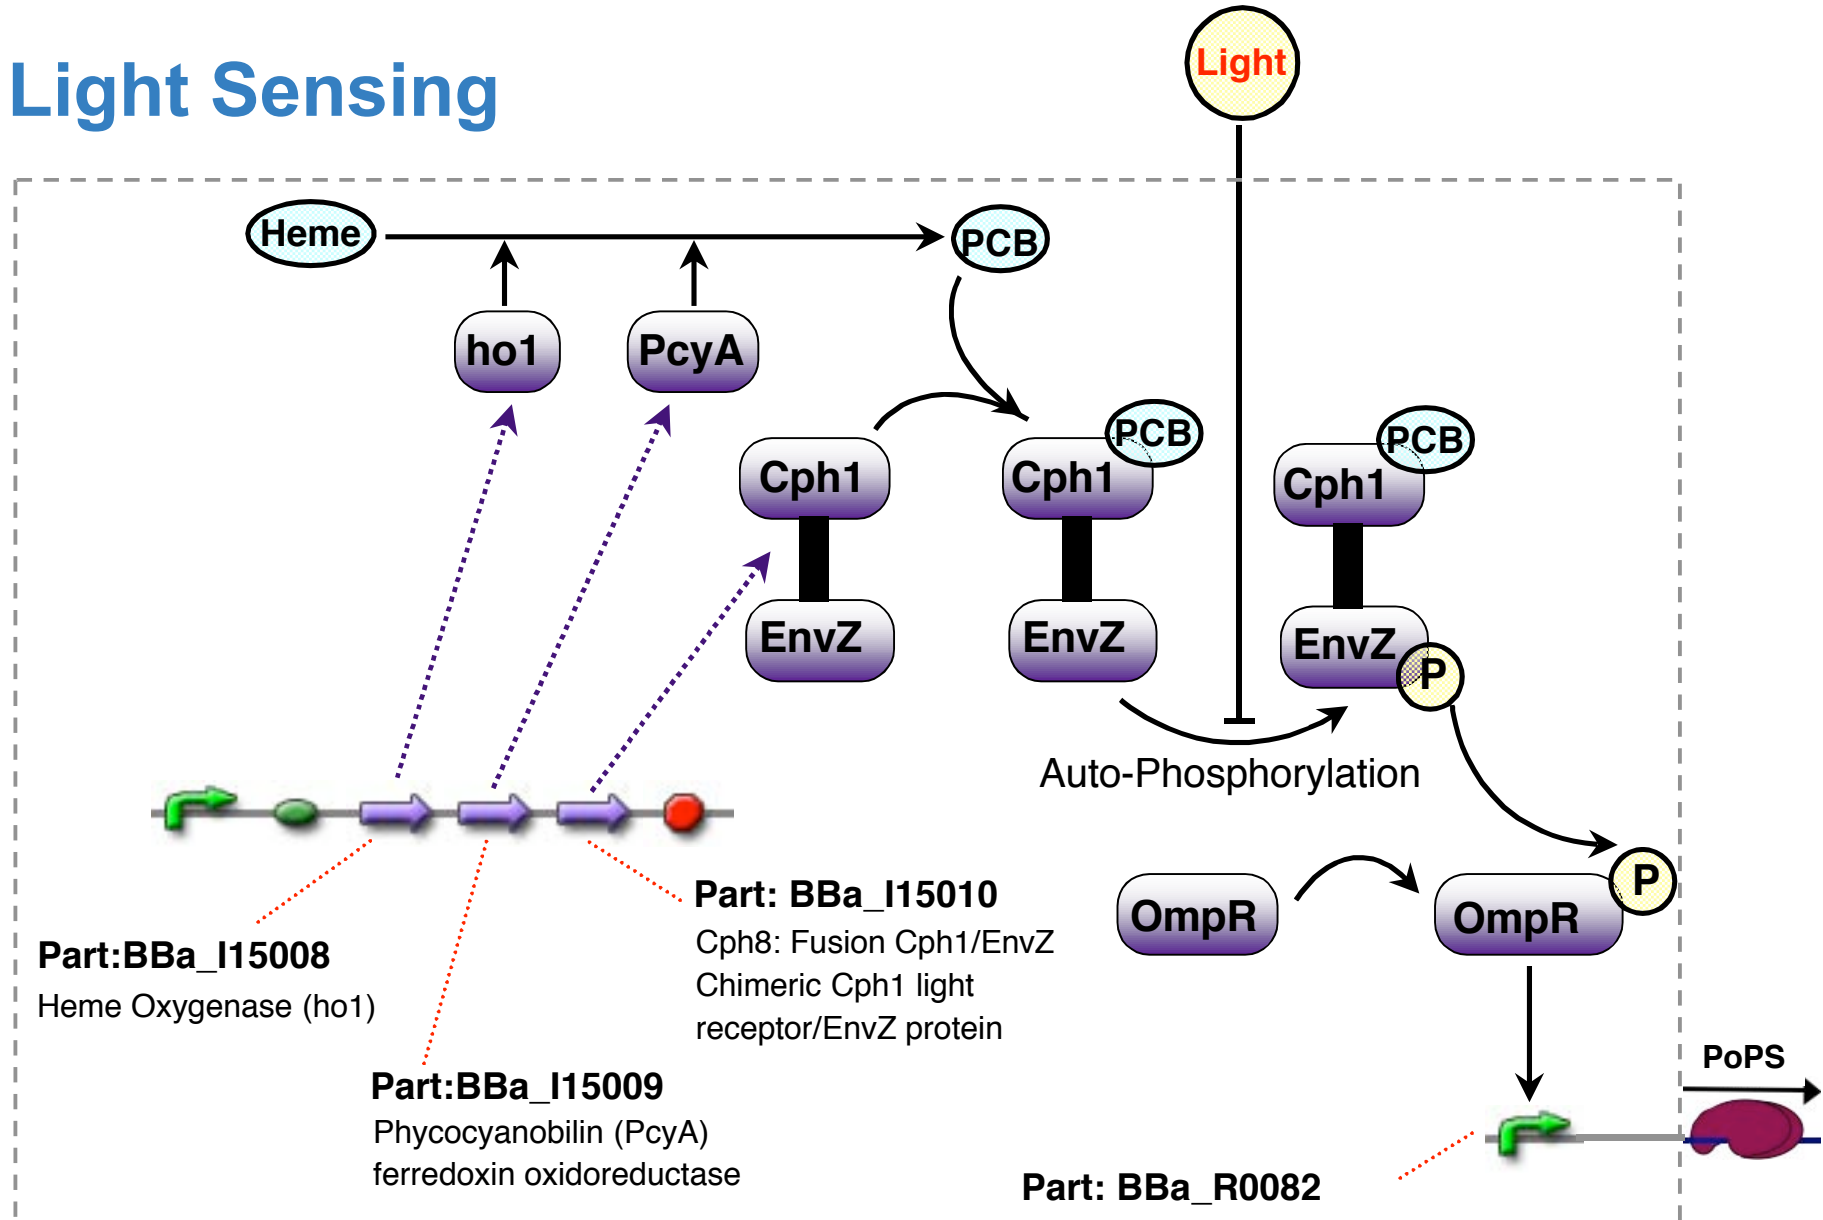 Light
Light Sensing
Heme
PCB
ho1
PcyA
PCB
PCB
Cph1
Cph1
Cph1
EnvZ
EnvZ
EnvZ
P
Auto-Phosphorylation
P
OmpR
OmpR
Part: BBa_I15010
Cph8: Fusion Cph1/EnvZ
Chimeric Cph1 light
receptor/EnvZ protein
Part:BBa_I15008
Heme Oxygenase (ho1)
Part:BBa_I15009
Phycocyanobilin (PcyA)
ferredoxin oxidoreductase
PoPS
Part: BBa_R0082